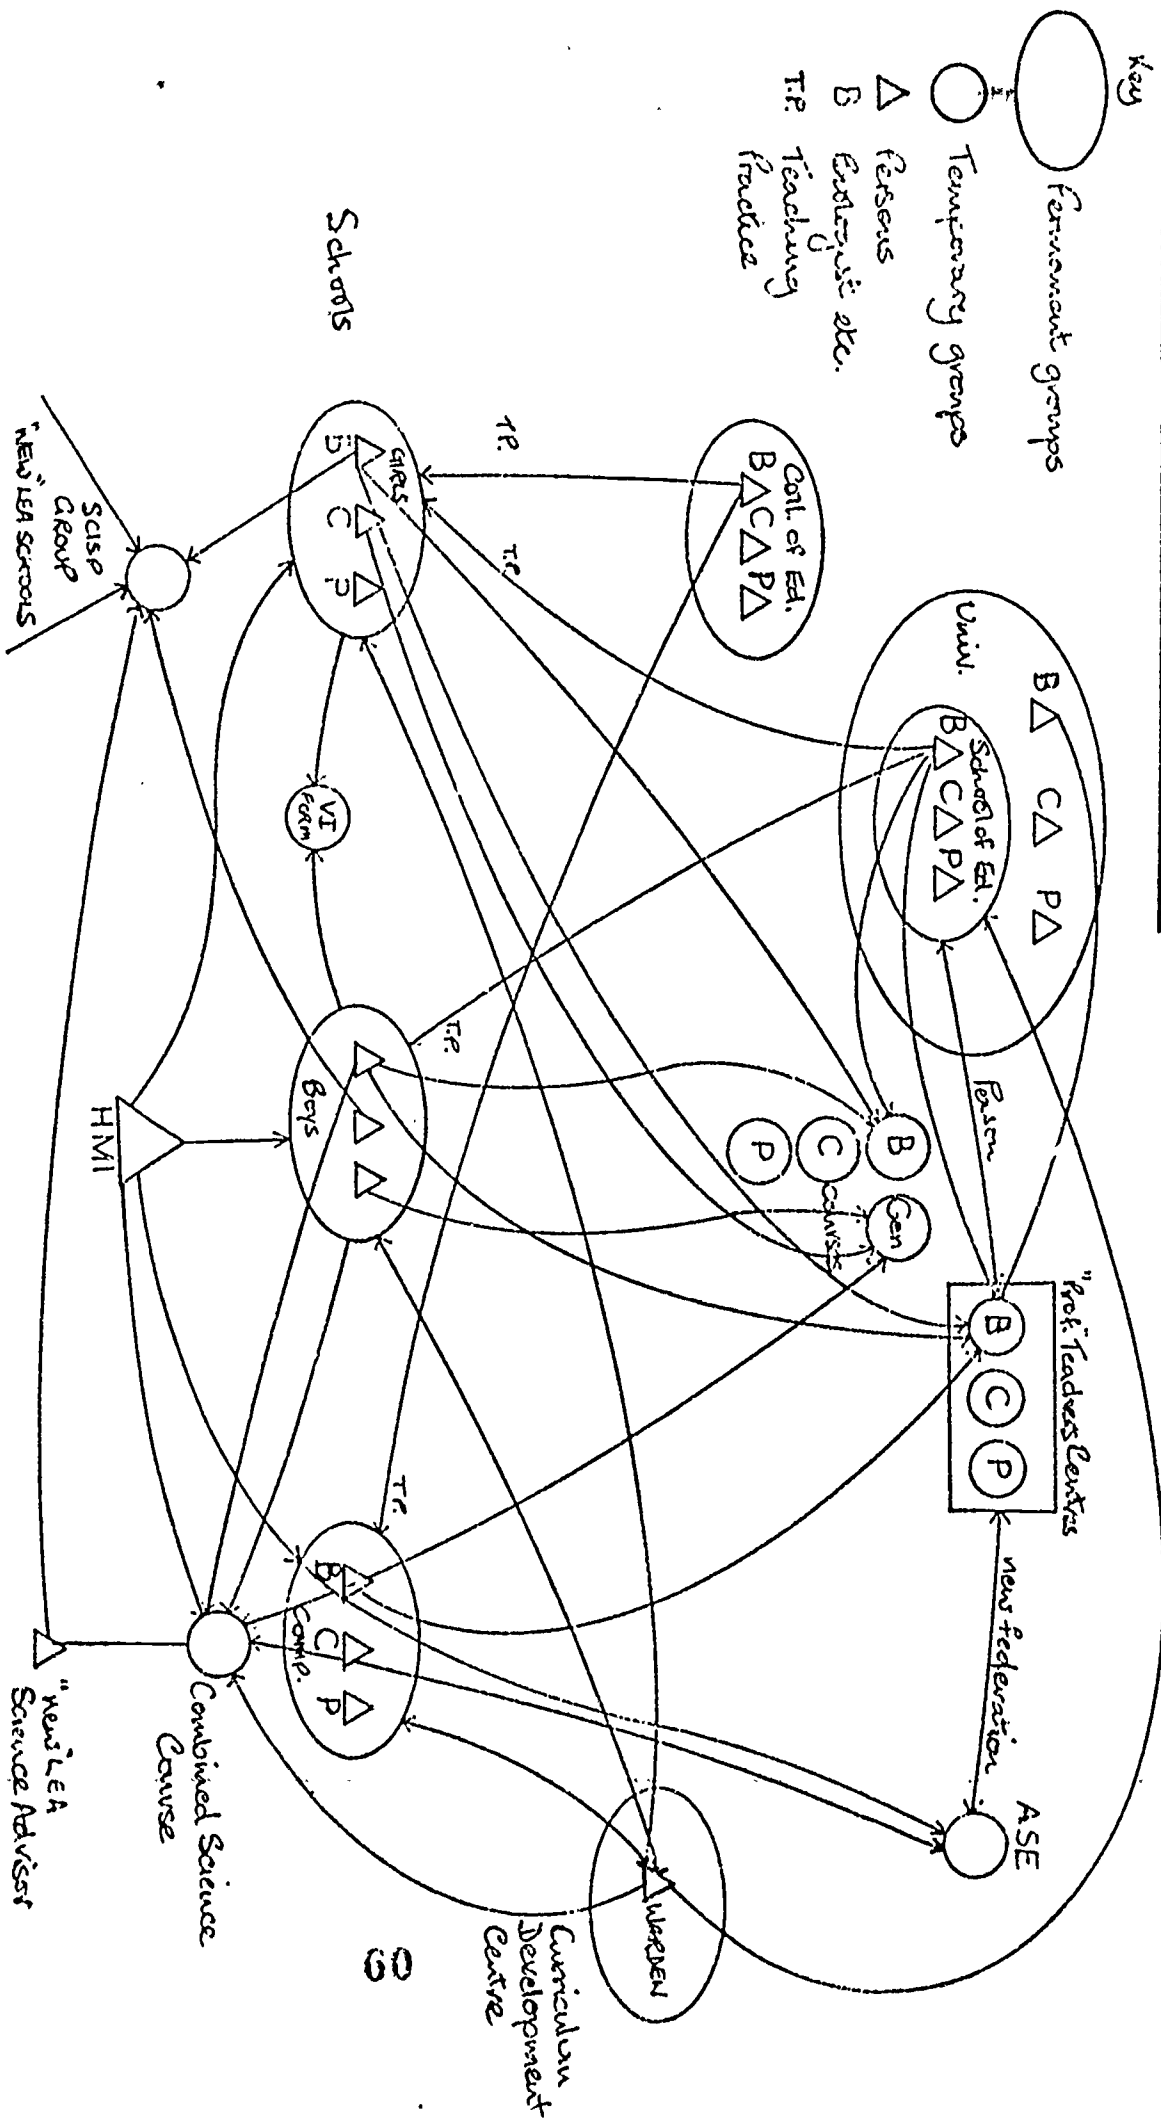 Key
Permanent groups
Temporary groups
Persons
B Biologist etc.
T.P. Teaching
Practice
Schools
Coll. of Ed.
B C P
Univ.
B C P
School of Ed.
B C P
T.P.
T.P.
T.P.
T.P.
Person
B
C
P
Gen
Courses
"Prof." Teachers Centres
B C P
new federation
ASE
GIRLS
B C P
VI
FORM
Boys
B COMP.
C
P
WARDEN
Curriculum
Development
Centre
SCISP
GROUP
"NEW" LEA SCHOOLS
HMI
Combined Science
Course
"new" LEA
Science Advisor
60